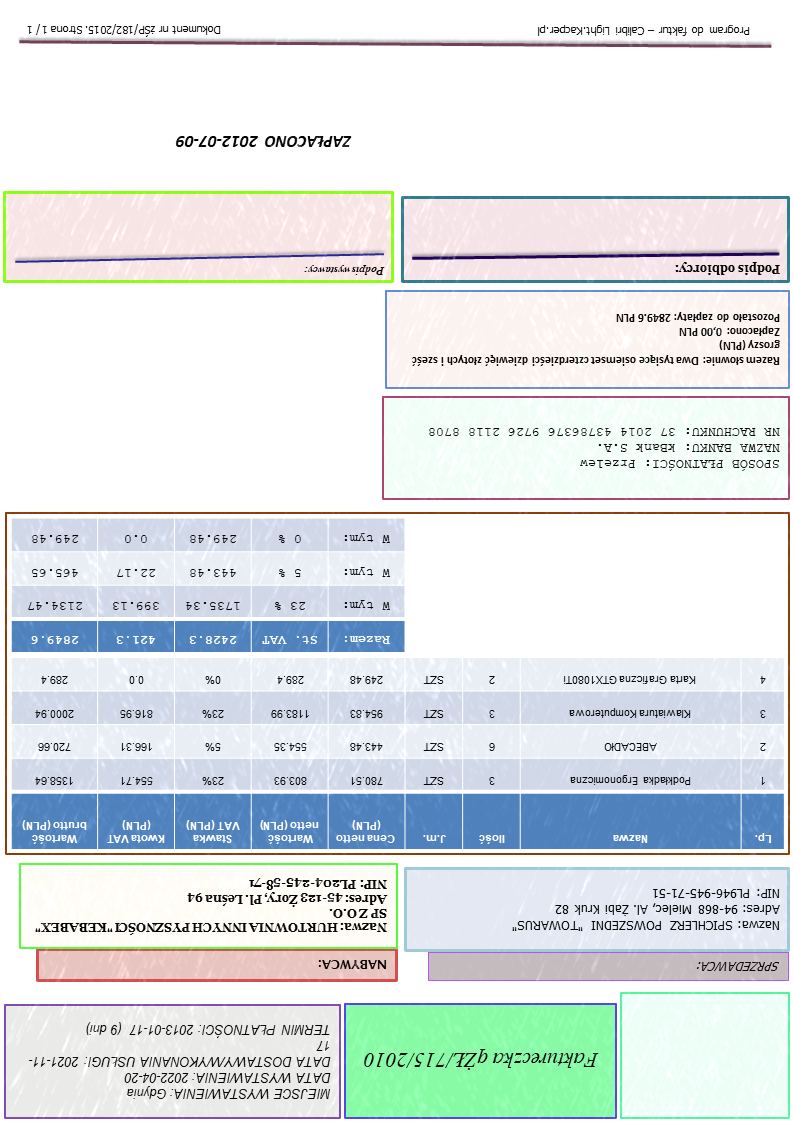 Faktureczka qŻŁ/715/2010
MIEJSCE WYSTAWIENIA: Gdynia
DATA WYSTAWIENIA: 2022-04-20
DATA DOSTAWY/WYKONANIA USŁUGI: 2021-11-
17
TERMIN PŁATNOŚCI: 2013-01-17 (9 dni)
SPRZEDAWCA:
Nazwa: SPICHLERZ POWSZEDNI "TOWARUS"
Adres: 94-868 Mielec, Al. Żabi Kruk 82
NIP: PL946-945-71-51
NABYWCA:
Nazwa: HURTOWNIA INNYCH PYSZNOŚCI "KEBABEX"
SP Z O.O.
Adres: 45-123 Żory, Pl. Leśna 94
NIP: PL204-245-58-71
Lp. Nazwa Ilość J.m. Cena netto (PLN) Wartość netto (PLN) Stawka VAT (PLN) Kwota VAT (PLN) Wartość brutto (PLN)
1 Podkładka Ergonomiczna 3 SZT 780.51 803.93 23% 554.71 1358.64
2 ABECADŁO 6 SZT 443.48 554.35 5% 166.31 720.66
3 Klawiatura Komputerowa 3 SZT 954.83 1183.99 23% 816.95 2000.94
4 Karta Graficzna GTX1080Ti 2 SZT 249.48 289.4 0% 0.0 289.4
Razem: St. VAT 2428.3 421.3 2849.6
W tym: 23 % 1735.34 399.13 2134.47
W tym: 5 % 443.48 22.17 465.65
W tym: 0 % 249.48 0.0 249.48
SPOSÓB PŁATNOŚCI: Przelew
NAZWA BANKU: kBank S.A.
NR RACHUNKU: 37 2014 43786376 9726 2118 8708
Razem słownie: Dwa tysiące osiemset czterdzieści dziewięć złotych i sześć
groszy (PLN)
Zapłacono: 0,00 PLN
Pozostało do zapłaty: 2849.6 PLN
Podpis odbiorcy:
Podpis wystawcy:
ZAPŁACONO 2012-07-09
Program do faktur – Calibri Light.Kacper.pl
Dokument nr żŚP/182/2015. Strona 1 / 1